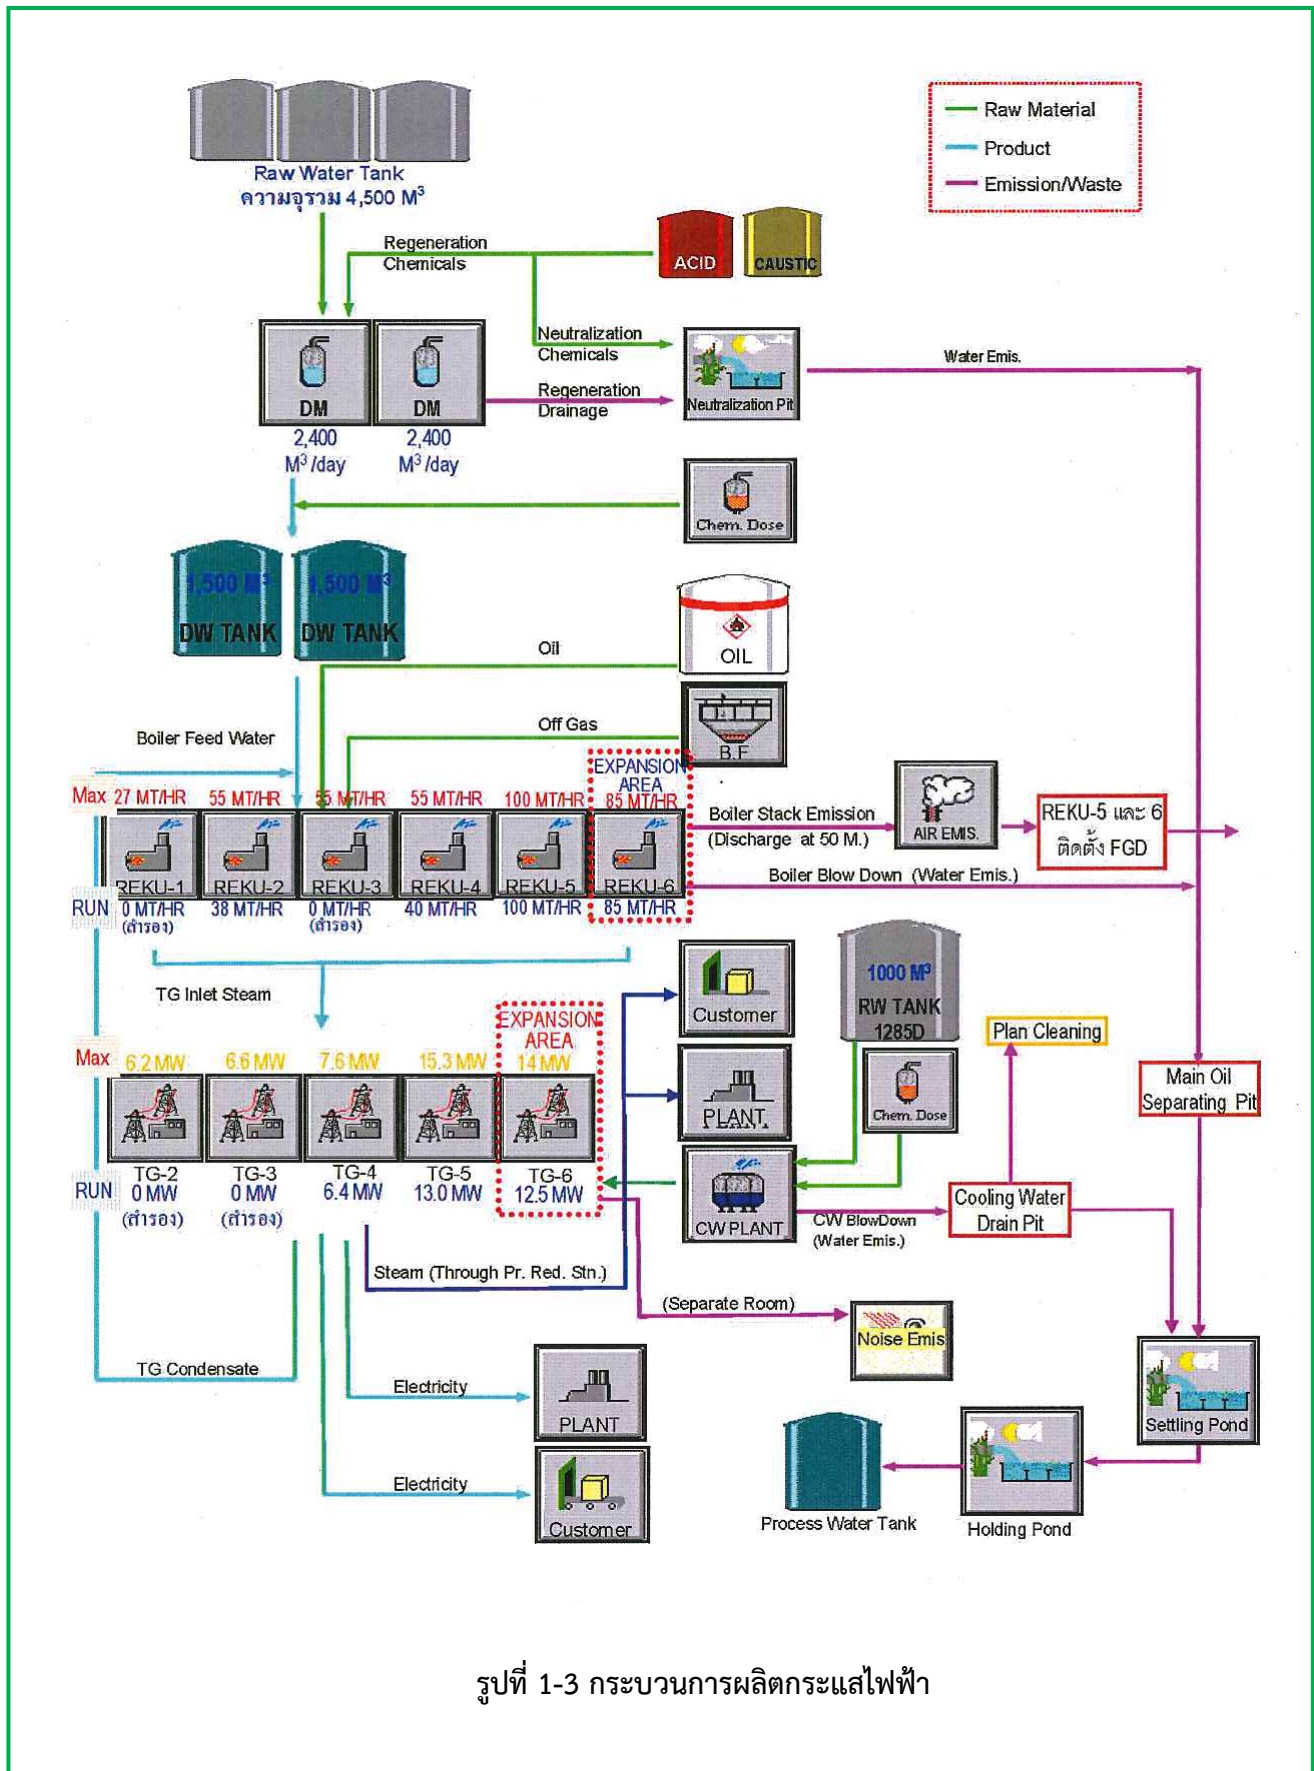 Raw Material
Product
Emission/Waste
Raw Water Tank
ความจุรวม 4,500 M³
Regeneration
Chemicals
ACID
CAUSTIC
DM
DM
Neutralization
Chemicals
Regeneration
Drainage
Neutralization Pit
Water Emis.
2,400
M³/day
2,400
M³/day
Chem. Dose
1,500 M³
DW TANK
1,500 M³
DW TANK
Oil
OIL
Off Gas
B.F
Boiler Feed Water
EXPANSION
AREA
Max
27 MT/HR
55 MT/HR
55 MT/HR
55 MT/HR
100 MT/HR
85 MT/HR
REKU-1
REKU-2
REKU-3
REKU-4
REKU-5
REKU-6
RUN
0 MT/HR
(สำรอง)
38 MT/HR
0 MT/HR
(สำรอง)
40 MT/HR
100 MT/HR
85 MT/HR
Boiler Stack Emission
(Discharge at 50 M.)
AIR EMIS.
REKU-5 และ 6
ติดตั้ง FGD
Boiler Blow Down (Water Emis.)
TG Inlet Steam
Customer
1000 M³
RW TANK
1285D
EXPANSION
AREA
Max
6.2 MW
6.6 MW
7.6 MW
15.3 MW
14 MW
PLANT
Chem. Dose
Plan Cleaning
Main Oil
Separating Pit
TG-2
TG-3
TG-4
TG-5
TG-6
RUN
0 MW
(สำรอง)
0 MW
(สำรอง)
6.4 MW
13.0 MW
12.5 MW
CW PLANT
CW BlowDown
(Water Emis.)
Cooling Water
Drain Pit
Steam (Through Pr. Red. Stn.)
(Separate Room)
Noise Emis
TG Condensate
Electricity
PLANT
Electricity
Customer
Settling Pond
Process Water Tank
Holding Pond
รูปที่ 1-3 กระบวนการผลิตกระแสไฟฟ้า